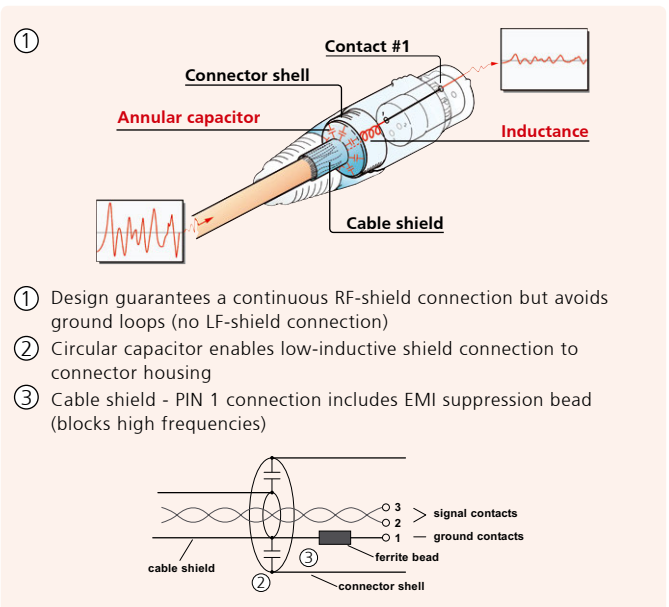 ①
Contact #1
Connector shell
Annular capacitor
Inductance
Cable shield
① Design guarantees a continuous RF-shield connection but avoids
ground loops (no LF-shield connection)
② Circular capacitor enables low-inductive shield connection to
connector housing
③ Cable shield - PIN 1 connection includes EMI suppression bead
(blocks high frequencies)
3
signal contacts
2
1
ground contacts
③
ferrite bead
cable shield
②
connector shell